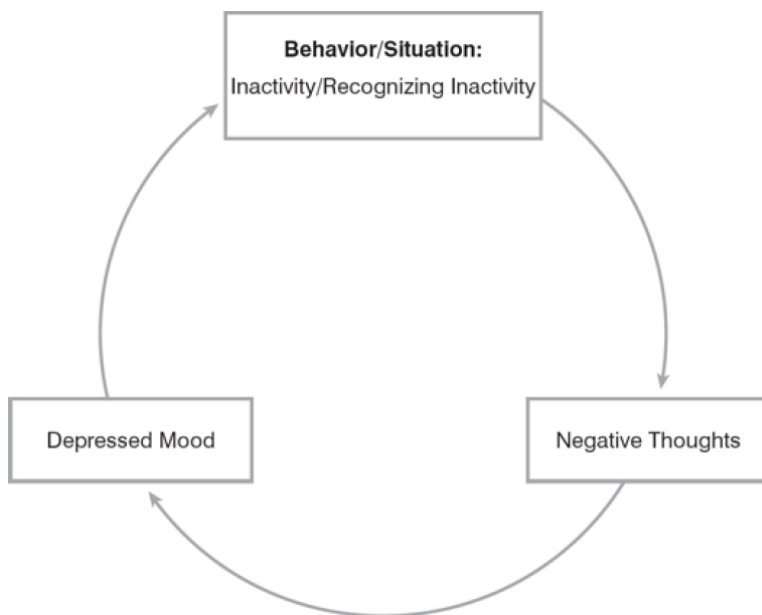 Behavior/Situation:
Inactivity/Recognizing Inactivity
Depressed Mood
Negative Thoughts